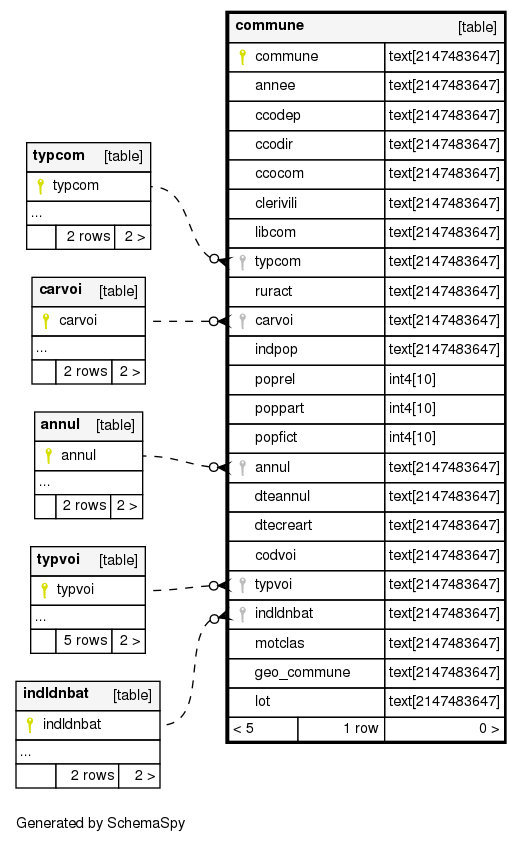 commune [table]
commune text[2147483647]
annee text[2147483647]
ccodep text[2147483647]
ccodir text[2147483647]
ccocom text[2147483647]
clerivili text[2147483647]
libcom text[2147483647]
typcom text[2147483647]
ruract text[2147483647]
carvoi text[2147483647]
indpop text[2147483647]
poprel int4[10]
poppart int4[10]
popfict int4[10]
annul text[2147483647]
dteannul text[2147483647]
dtecreart text[2147483647]
codvoi text[2147483647]
typvoi text[2147483647]
indldnbat text[2147483647]
motclas text[2147483647]
geo_commune text[2147483647]
lot text[2147483647]
< 5 1 row 0 >
typcom [table]
typcom
...
2 rows 2 >
carvoi [table]
carvoi
...
2 rows 2 >
annul [table]
annul
...
2 rows 2 >
typvoi [table]
typvoi
...
5 rows 2 >
indldnbat [table]
indldnbat
...
2 rows 2 >
Generated by SchemaSpy